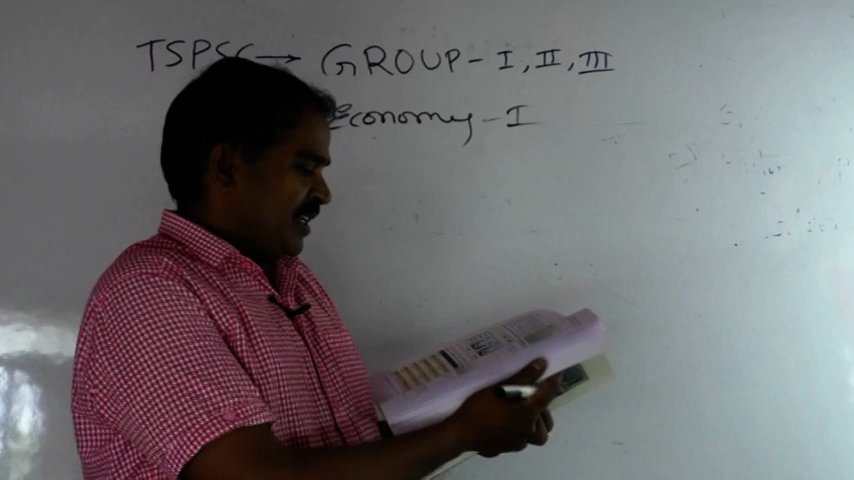 TSPSC → GROUP - I, II, III
Economy - I